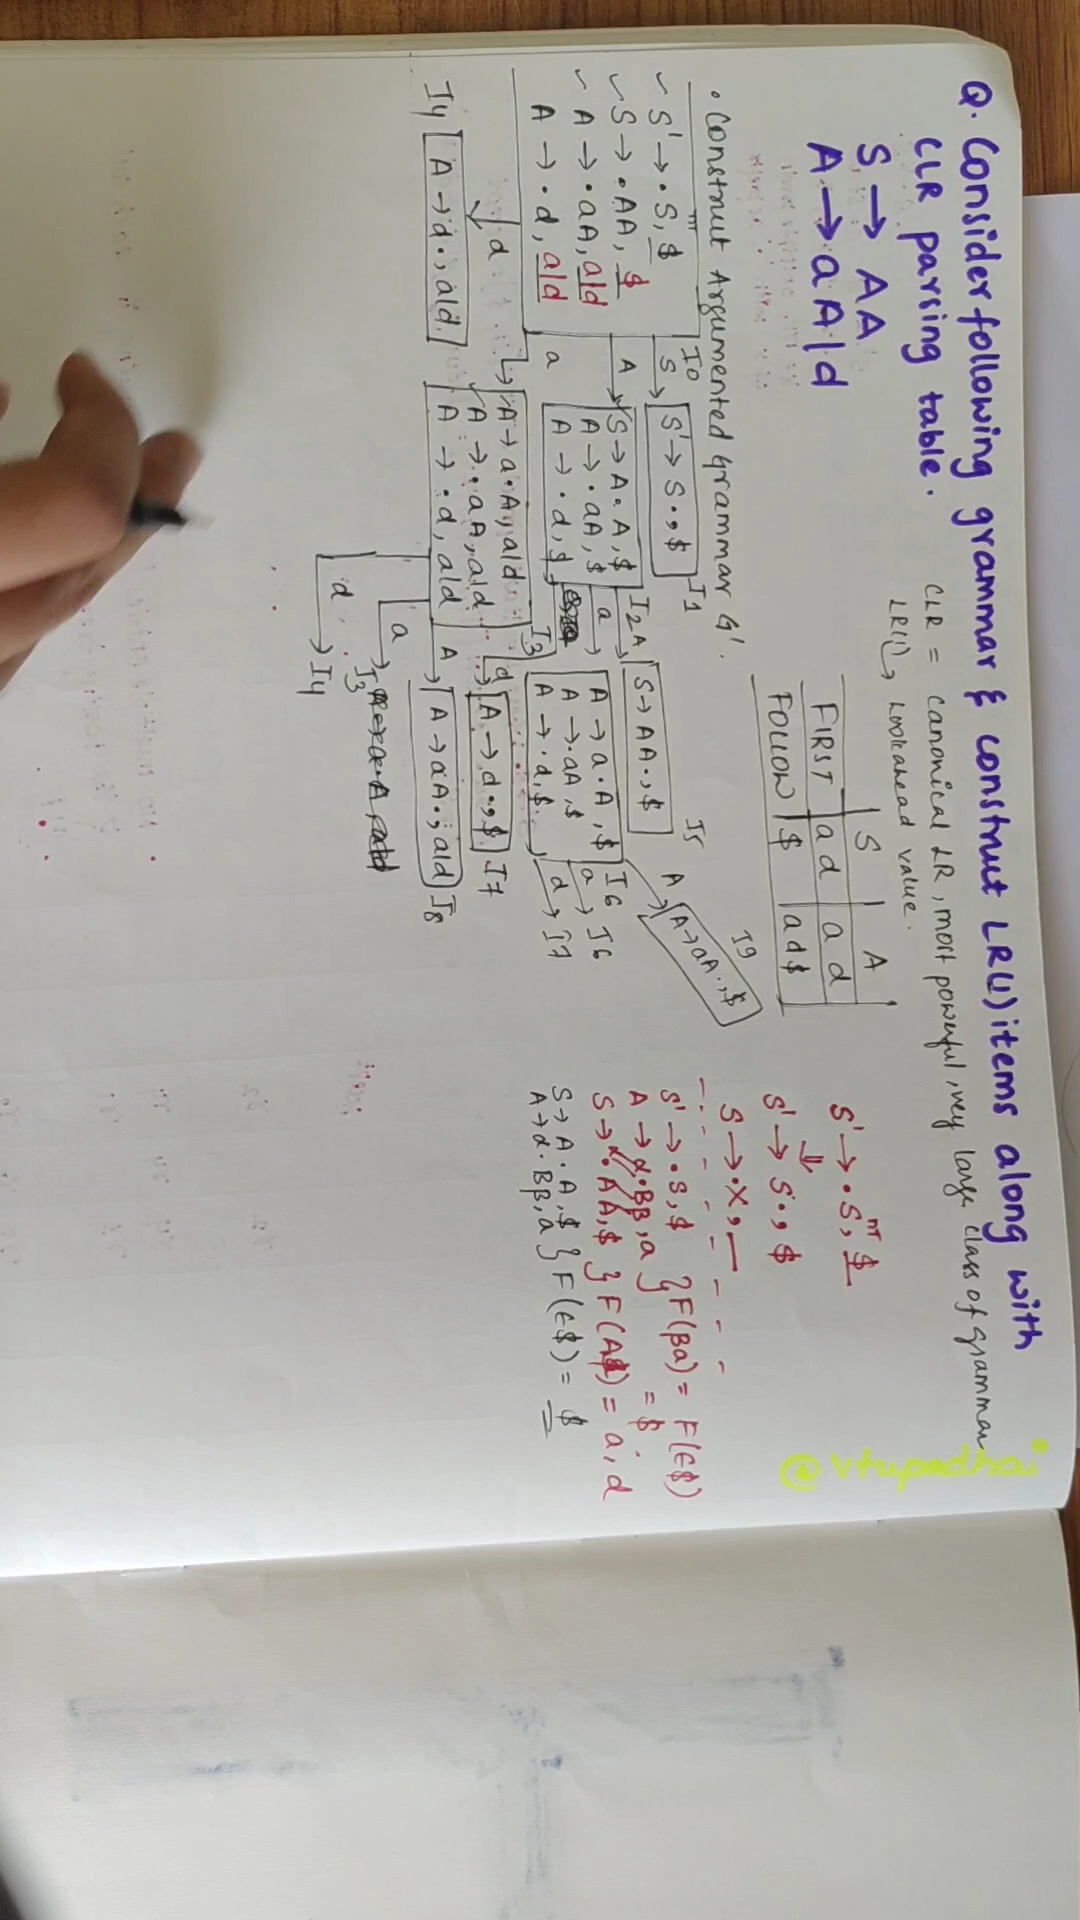 Q. Consider following grammar & construct LR(1) items along with
CLR parsing table.
S → AA
A → aA|d
CLR = canonical LR, most powerful, very large class of grammar
LR(1) → Lookahead value.
@vtupadhai
S A
FIRST a d a d
FOLLOW $ a d $
• Construct Argumented Grammar G'.
I0
S' → •S, $
S → •AA, $
A → •aA, a|d
A → •d, a|d
S
S' → S•, $
I1
A
S → A•A, $
A → •aA, $
A → •d, $
I2
A
S → AA•, $
I5
a
A → a•A, $
A → •aA, $
A → •d, $
I6
A
A → aA•, $
I9
a → I6
d → I7
d
A → d•, $
I7
a
A → a•A, a|d
A → •aA, a|d
A → •d, a|d
I3
A
A → aA•, a|d
I8
a
I3
d
→ I4
d
I4
A → d•, a|d
S' → •S, $
nT
⇓
S' → S•, $
S → •X, —
S' → •S, $ } F(βa) = F(ε$)
A → α•Bβ, a = $
S → •AA, $ } F(A$) = a, d
S → A•A, $ } F(ε$) = $
A → α•Bβ, a